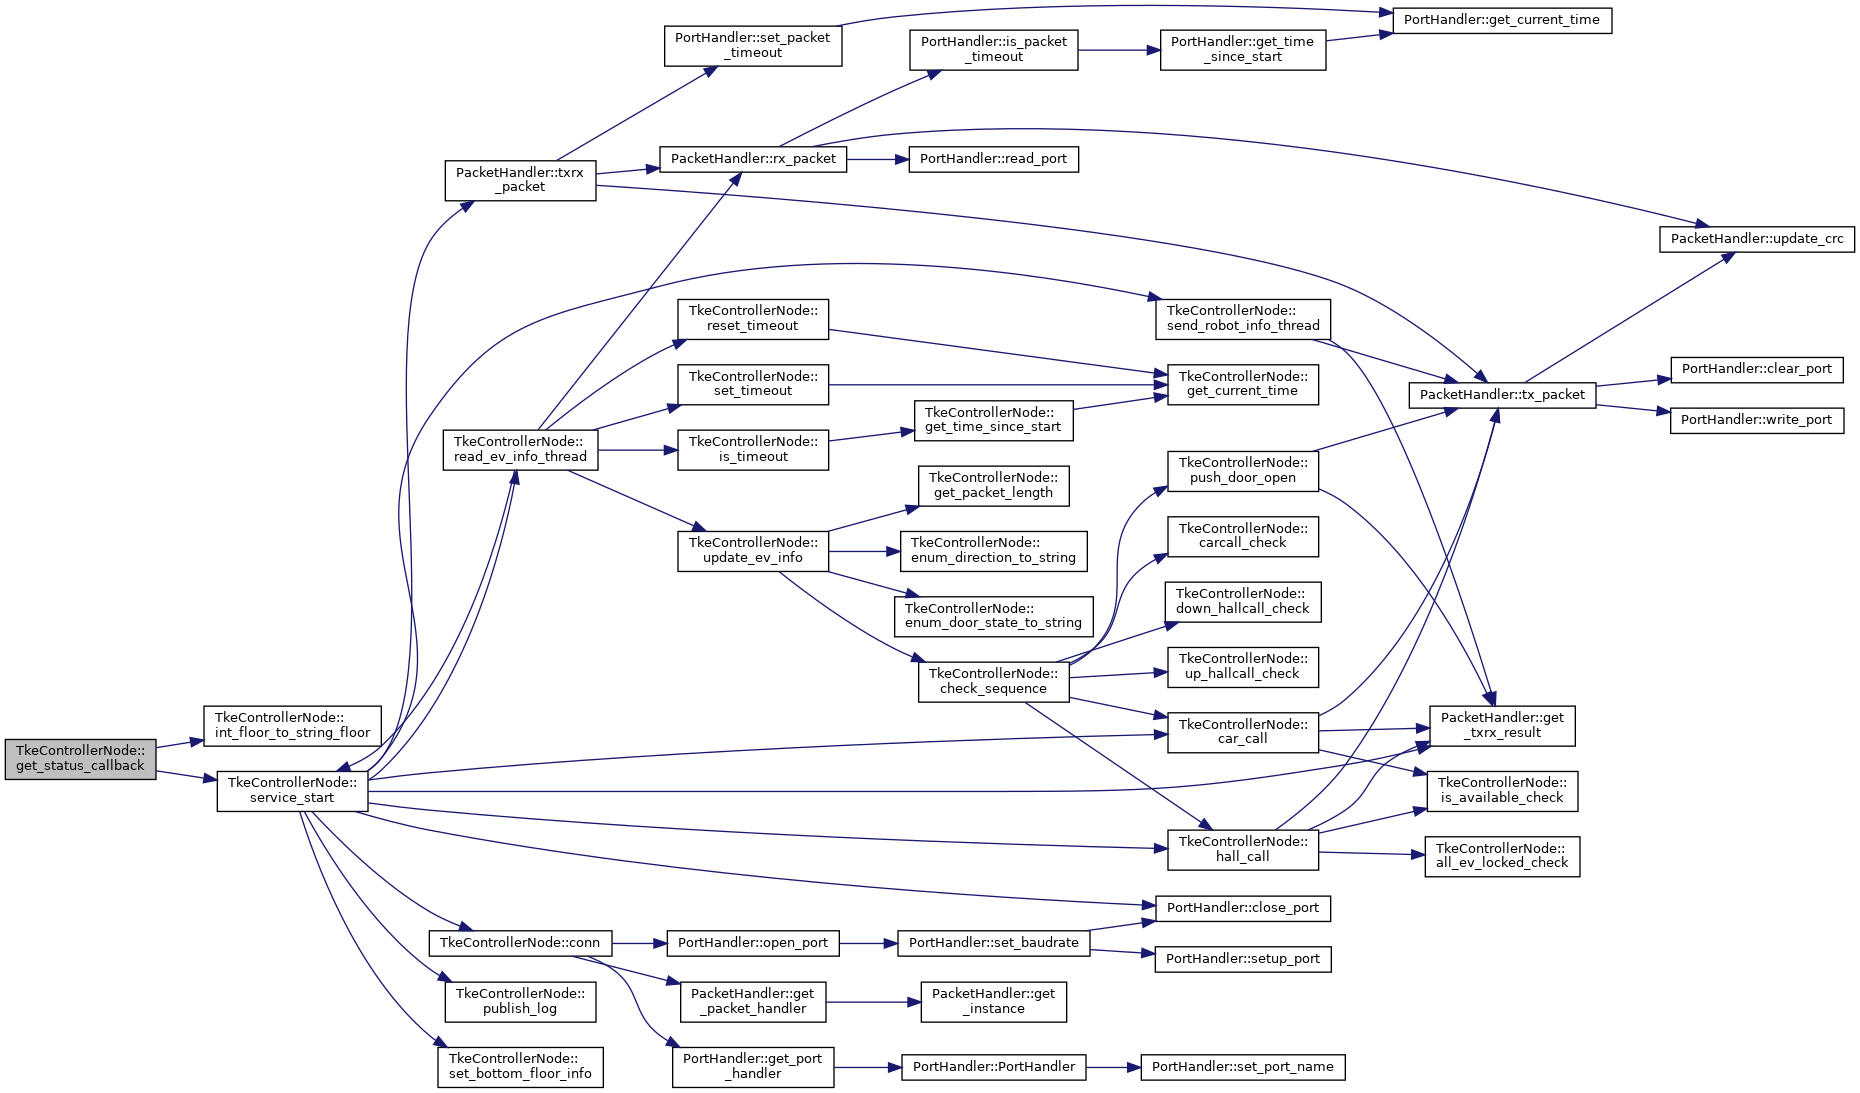 PortHandler::get_current_time
PortHandler::set_packet
_timeout
PortHandler::is_packet
_timeout
PortHandler::get_time
_since_start
PacketHandler::txrx
_packet
PacketHandler::rx_packet
PortHandler::read_port
PacketHandler::update_crc
TkeControllerNode::
reset_timeout
TkeControllerNode::
send_robot_info_thread
TkeControllerNode::
set_timeout
TkeControllerNode::
get_current_time
PortHandler::clear_port
PacketHandler::tx_packet
PortHandler::write_port
TkeControllerNode::
get_time_since_start
TkeControllerNode::
read_ev_info_thread
TkeControllerNode::
is_timeout
TkeControllerNode::
push_door_open
TkeControllerNode::
get_packet_length
TkeControllerNode::
update_ev_info
TkeControllerNode::
enum_direction_to_string
TkeControllerNode::
carcall_check
TkeControllerNode::
enum_door_state_to_string
TkeControllerNode::
down_hallcall_check
TkeControllerNode::
check_sequence
TkeControllerNode::
up_hallcall_check
TkeControllerNode::
int_floor_to_string_floor
TkeControllerNode::
car_call
PacketHandler::get
_txrx_result
TkeControllerNode::
get_status_callback
TkeControllerNode::
service_start
TkeControllerNode::
is_available_check
TkeControllerNode::
hall_call
TkeControllerNode::
all_ev_locked_check
PortHandler::close_port
TkeControllerNode::conn
PortHandler::open_port
PortHandler::set_baudrate
PortHandler::setup_port
TkeControllerNode::
publish_log
PacketHandler::get
_packet_handler
PacketHandler::get
_instance
TkeControllerNode::
set_bottom_floor_info
PortHandler::get_port
_handler
PortHandler::PortHandler
PortHandler::set_port_name